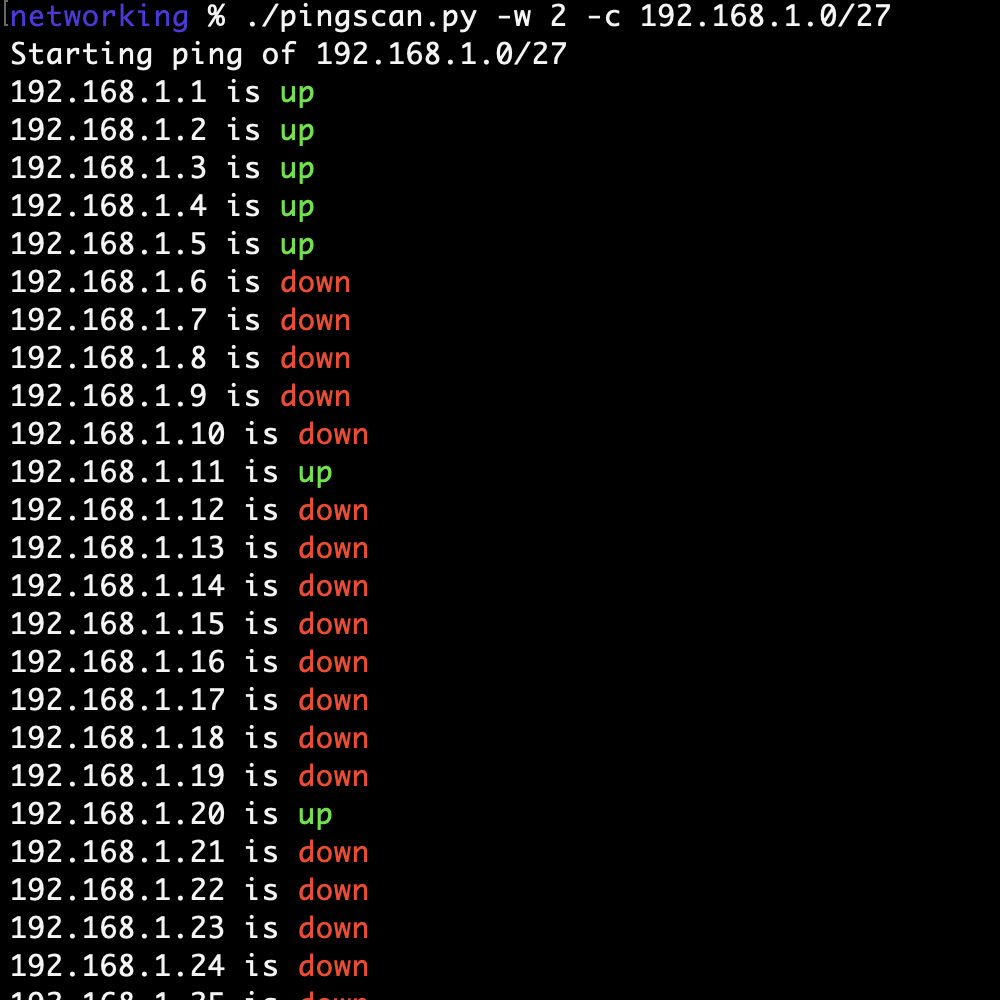 [networking % ./pingscan.py -w 2 -c 192.168.1.0/27
Starting ping of 192.168.1.0/27
192.168.1.1 is up
192.168.1.2 is up
192.168.1.3 is up
192.168.1.4 is up
192.168.1.5 is up
192.168.1.6 is down
192.168.1.7 is down
192.168.1.8 is down
192.168.1.9 is down
192.168.1.10 is down
192.168.1.11 is up
192.168.1.12 is down
192.168.1.13 is down
192.168.1.14 is down
192.168.1.15 is down
192.168.1.16 is down
192.168.1.17 is down
192.168.1.18 is down
192.168.1.19 is down
192.168.1.20 is up
192.168.1.21 is down
192.168.1.22 is down
192.168.1.23 is down
192.168.1.24 is down
192.168.1.25 is down